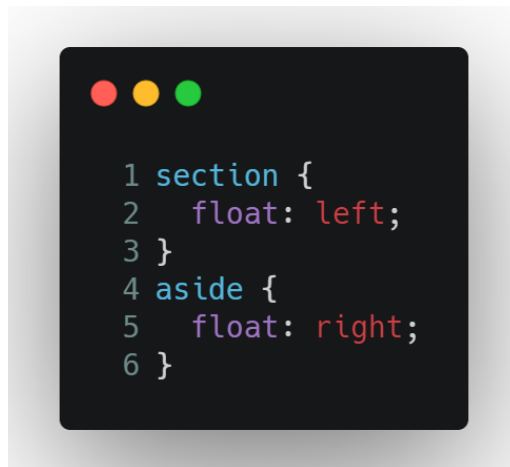 1 section {
2   float: left;
3 }
4 aside {
5   float: right;
6 }